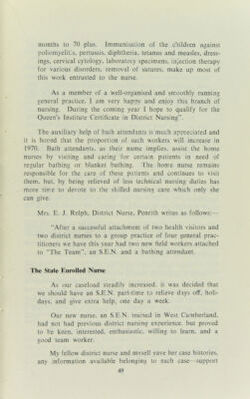 months to 70 plus. Immunisation of the children against
poliomyelitis, pertussis, diphtheria, tetanus and measles, dress-
ings, cervical cytology, laboratory specimens, injection therapy
for various disorders, removal of sutures, make up most of
this work entrusted to the nurse.
As a member of a well-organised and smoothly running
general practice, I am very happy and enjoy this branch of
nursing. During the coming year I hope to qualify for the
Queen's Institute Certificate in District Nursing".
The auxiliary help of bath attendants is much appreciated and
it is hoped that the proportion of such workers will increase in
1970. Bath attendants, as their name implies, assist the home
nurses by visiting and caring for certain patients in need of
regular bathing or blanket bathing. The home nurse remains
responsible for the care of these patients and continues to visit
them, but, by being relieved of less technical nursing duties has
more time to devote to the skilled nursing care which only she
can give.
Mrs. E. J. Relph, District Nurse, Penrith writes as follows:—
"After a successful attachment of two health visitors and
two district nurses to a group practice of four general prac-
titioners we have this year had two new field workers attached
to "The Team", an S.E.N. and a bathing attendant.
The State Enrolled Nurse
As our caseload steadily increased, it was decided that
we should have an S.E.N. part-time to relieve days off, holi-
days, and give extra help, one day a week.
Our new nurse, an S.E.N. trained in West Cumberland,
had not had previous district nursing experience, but proved
to be keen, interested, enthusiastic, willing to learn, and a
good team worker.
My fellow district nurse and myself gave her case histories,
any information available belonging to each case—support
49